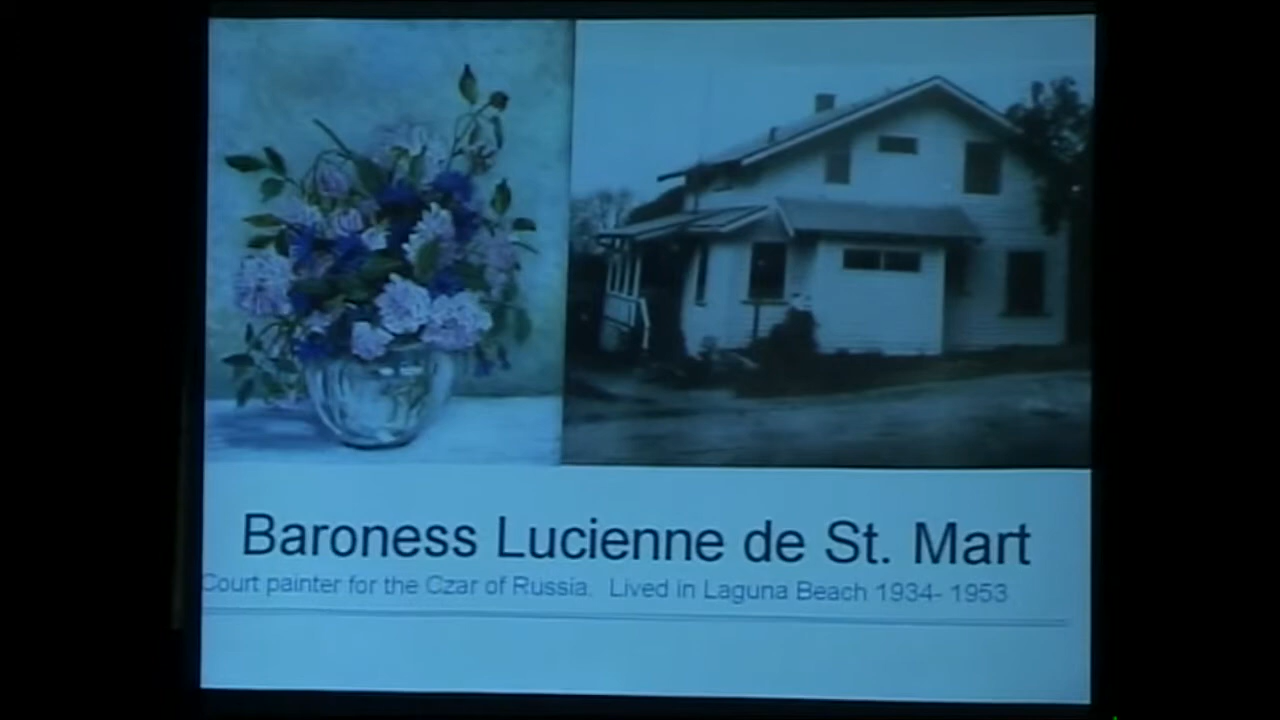 Baroness Lucienne de St. Mart
Court painter for the Czar of Russia. Lived in Laguna Beach 1934- 1953